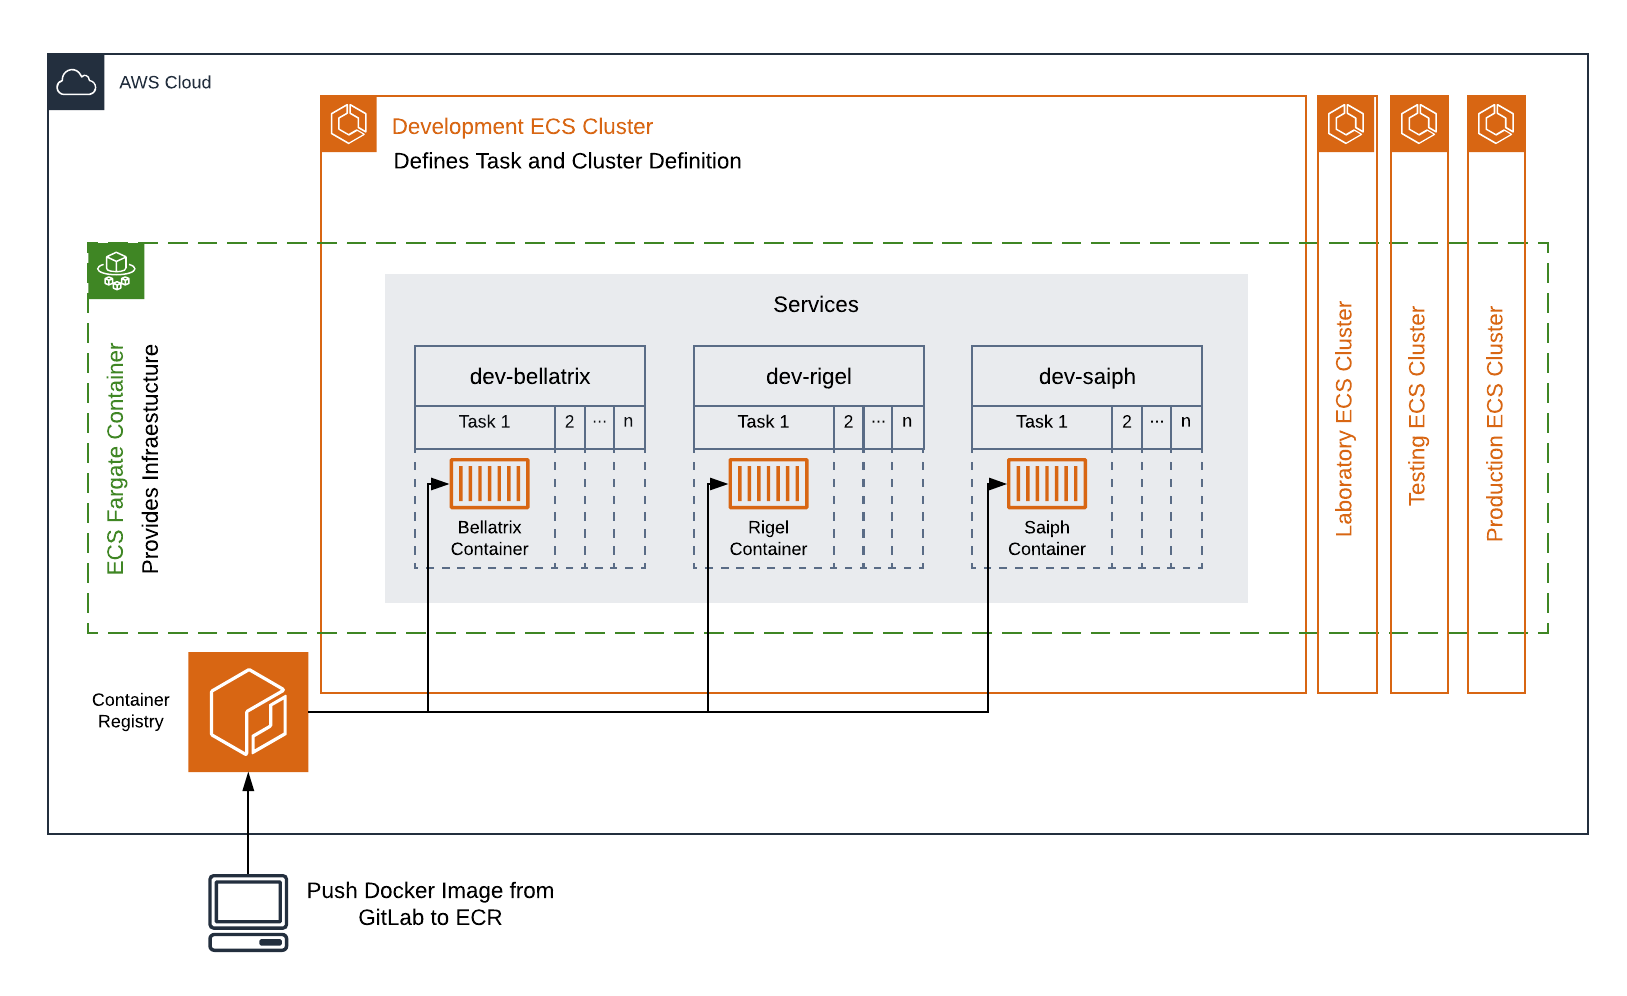 AWS Cloud
Development ECS Cluster
Defines Task and Cluster Definition
ECS Fargate Container
Provides Infraestucture
Services
dev-bellatrix
Task 1 2 ... n
Bellatrix
Container
dev-rigel
Task 1 2 ... n
Rigel
Container
dev-saiph
Task 1 2 ... n
Saiph
Container
Laboratory ECS Cluster
Testing ECS Cluster
Production ECS Cluster
Container
Registry
Push Docker Image from
GitLab to ECR